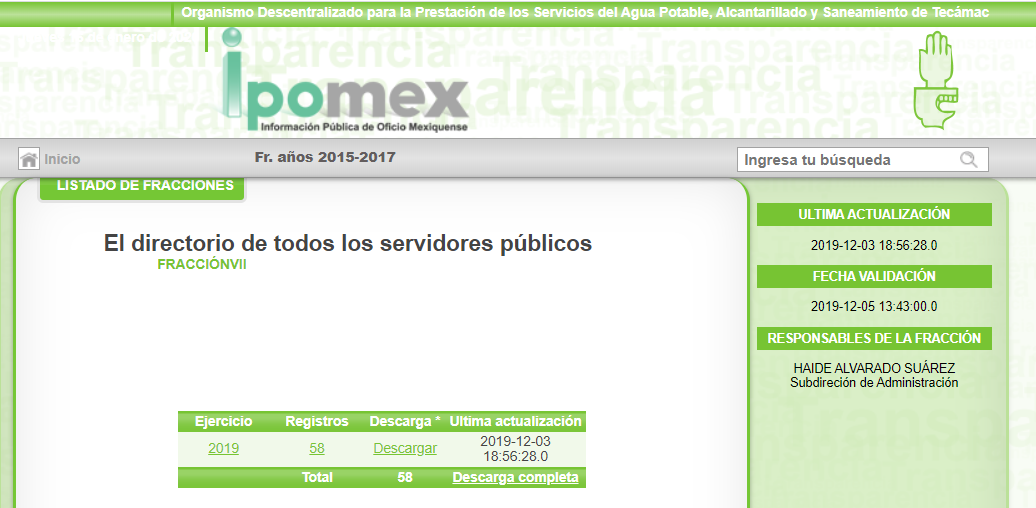 Organismo Descentralizado para la Prestación de los Servicios del Agua Potable, Alcantarillado y Saneamiento de Tecámac
ipomex
Información Pública de Oficio Mexiquense
Inicio
Fr. años 2015-2017
Ingresa tu búsqueda
LISTADO DE FRACCIONES
El directorio de todos los servidores públicos
FRACCIÓNVII
Ejercicio Registros Descarga * Ultima actualización
2019 58 Descargar 2019-12-03
18:56:28.0
Total 58 Descarga completa
ULTIMA ACTUALIZACIÓN
2019-12-03 18:56:28.0
FECHA VALIDACIÓN
2019-12-05 13:43:00.0
RESPONSABLES DE LA FRACCIÓN
HAIDE ALVARADO SUÁREZ
Subdireción de Administración